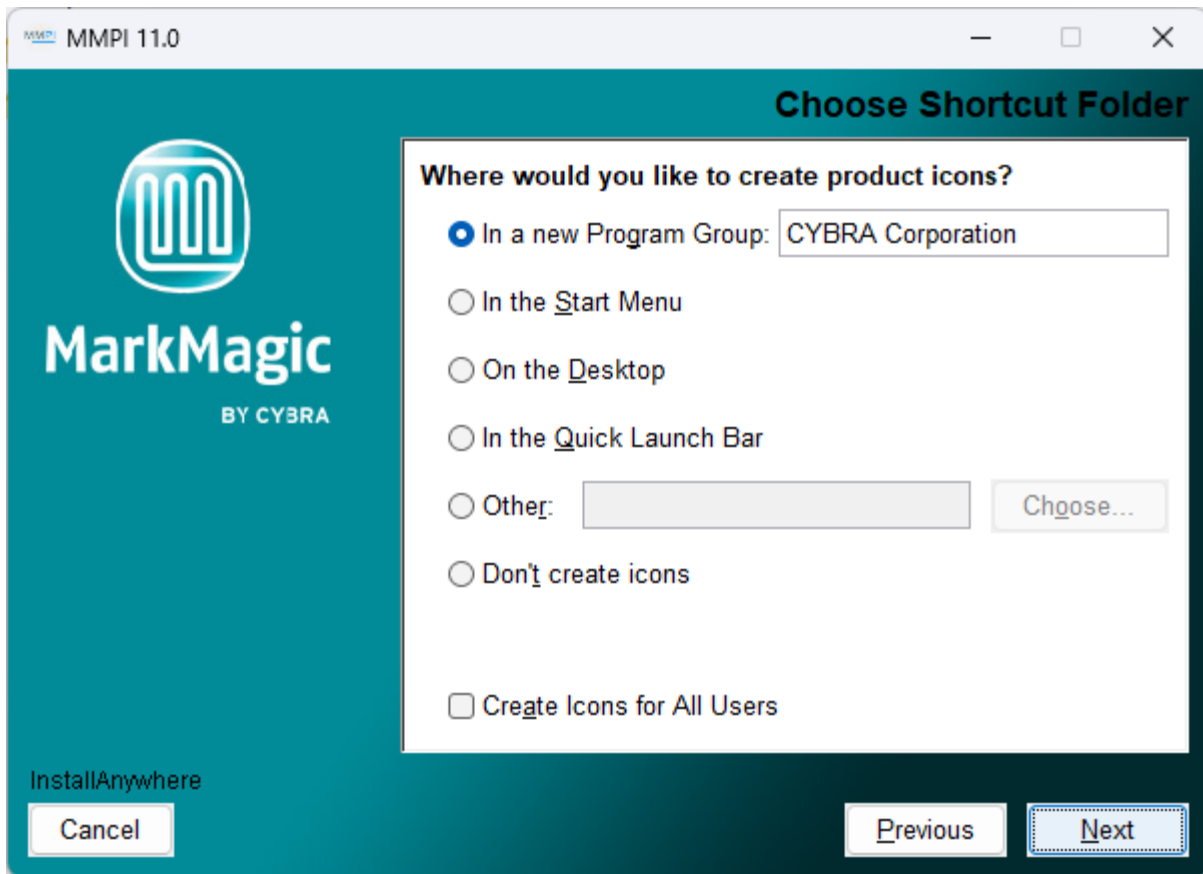 MMPI MMPI 11.0
Choose Shortcut Folder
MarkMagic
BY CYBRA
Where would you like to create product icons?
In a new Program Group: CYBRA Corporation
In the Start Menu
On the Desktop
In the Quick Launch Bar
Other: Choose...
Don't create icons
Create Icons for All Users
InstallAnywhere
Cancel Previous Next